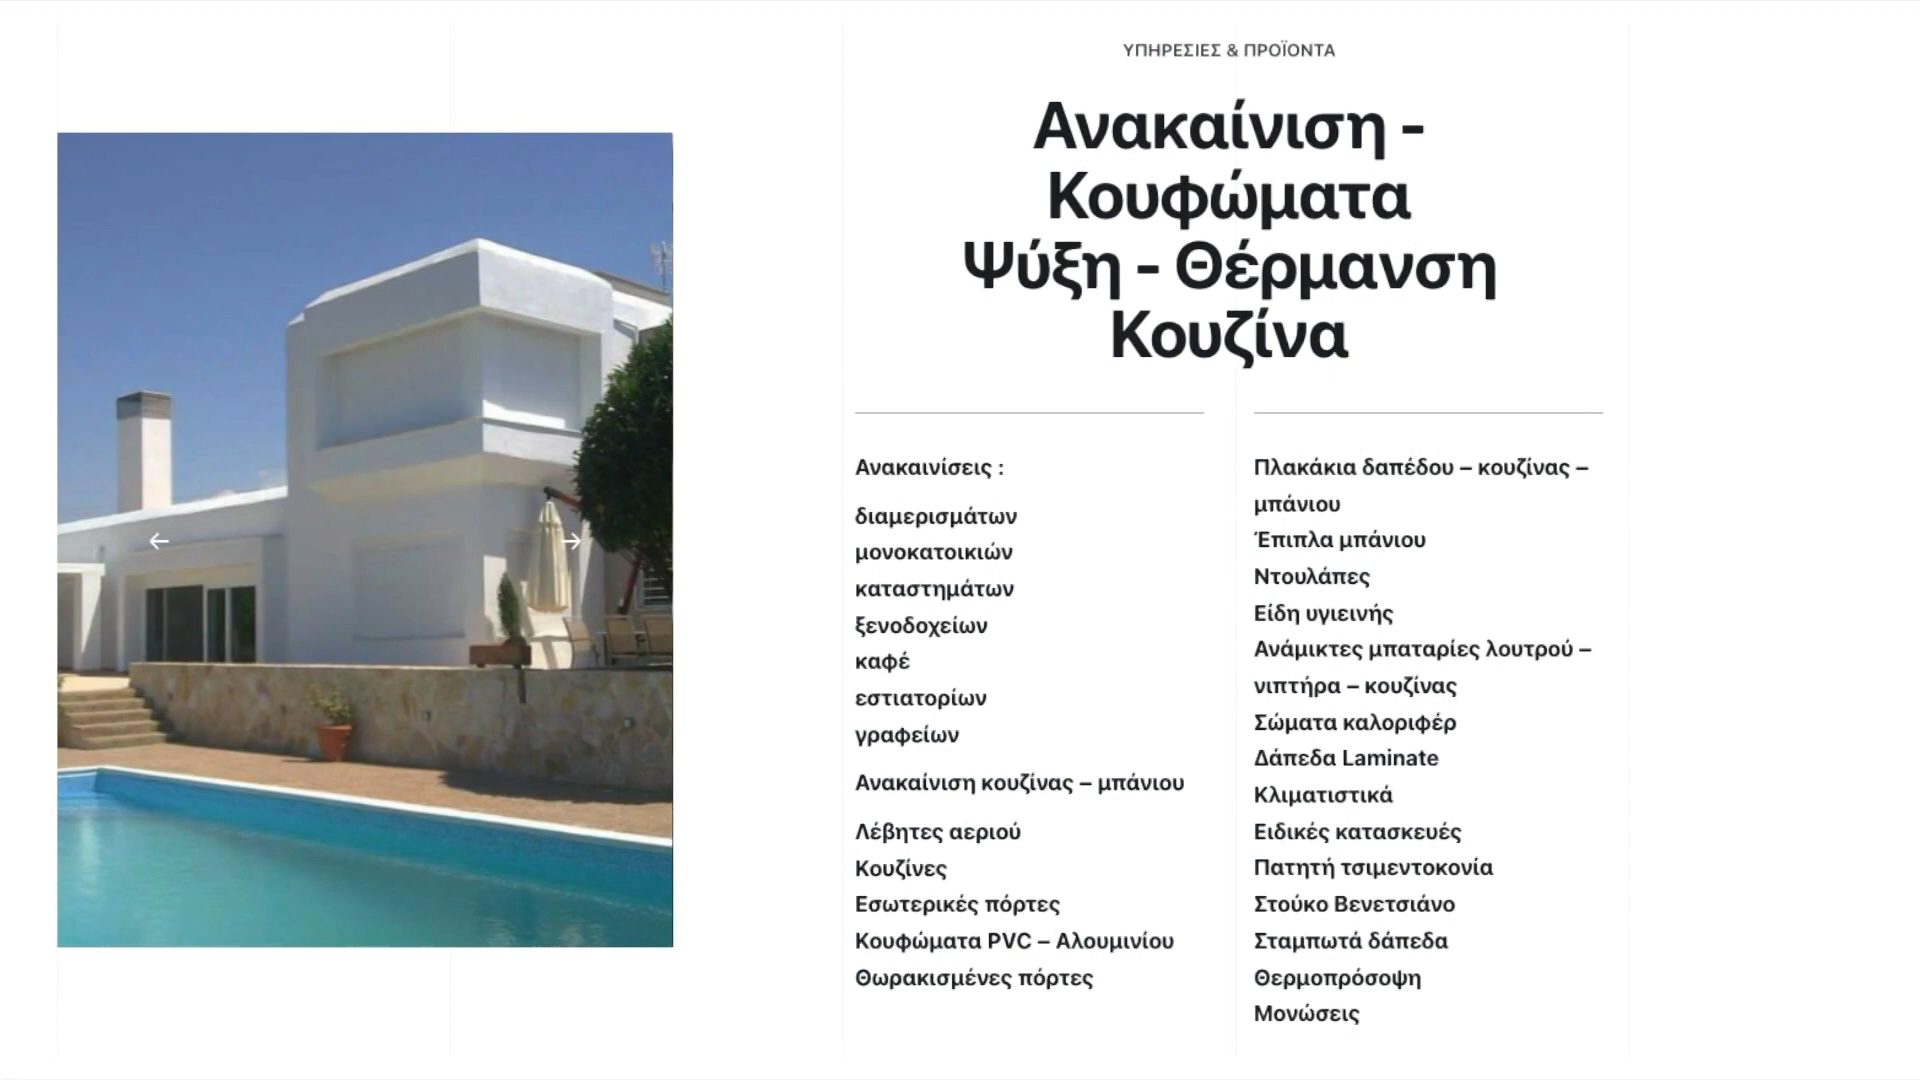 ΥΠΗΡΕΣΙΕΣ & ΠΡΟΪΟΝΤΑ
Ανακαίνιση -
Κουφώματα
Ψύξη - Θέρμανση
Κουζίνα
Ανακαινίσεις :
διαμερισμάτων
μονοκατοικιών
καταστημάτων
ξενοδοχείων
καφέ
εστιατορίων
γραφείων
Ανακαίνιση κουζίνας – μπάνιου
Λέβητες αεριού
Κουζίνες
Εσωτερικές πόρτες
Κουφώματα PVC – Αλουμινίου
Θωρακισμένες πόρτες
Πλακάκια δαπέδου – κουζίνας –
μπάνιου
Έπιπλα μπάνιου
Ντουλάπες
Είδη υγιεινής
Ανάμικτες μπαταρίες λουτρού –
νιπτήρα – κουζίνας
Σώματα καλοριφέρ
Δάπεδα Laminate
Κλιματιστικά
Ειδικές κατασκευές
Πατητή τσιμεντοκονία
Στούκο Βενετσιάνο
Σταμπωτά δάπεδα
Θερμοπρόσοψη
Μονώσεις